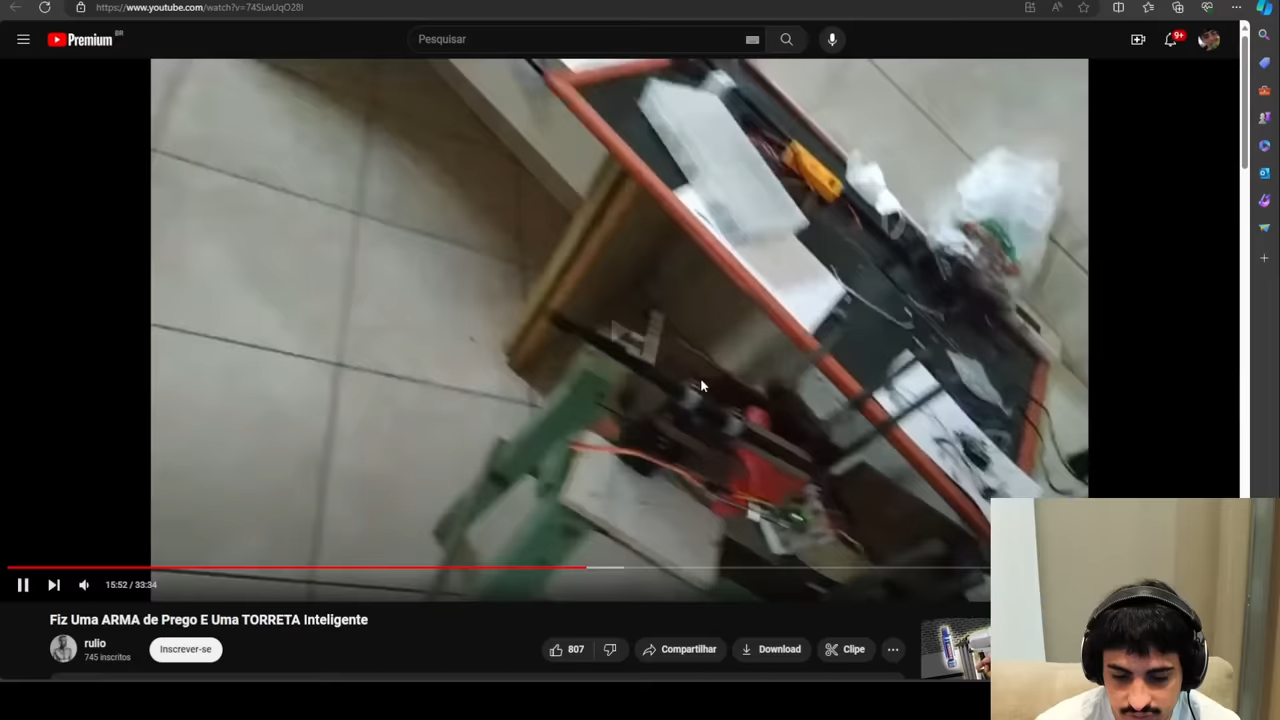 https://www.youtube.com/watch?v=74SLwUqO28I
Premium BR
Pesquisar
9+
15:52 / 33:34
Fiz Uma ARMA de Prego E Uma TORRETA Inteligente
rulio
745 inscritos
Inscrever-se
807
Compartilhar
Download
Clipe